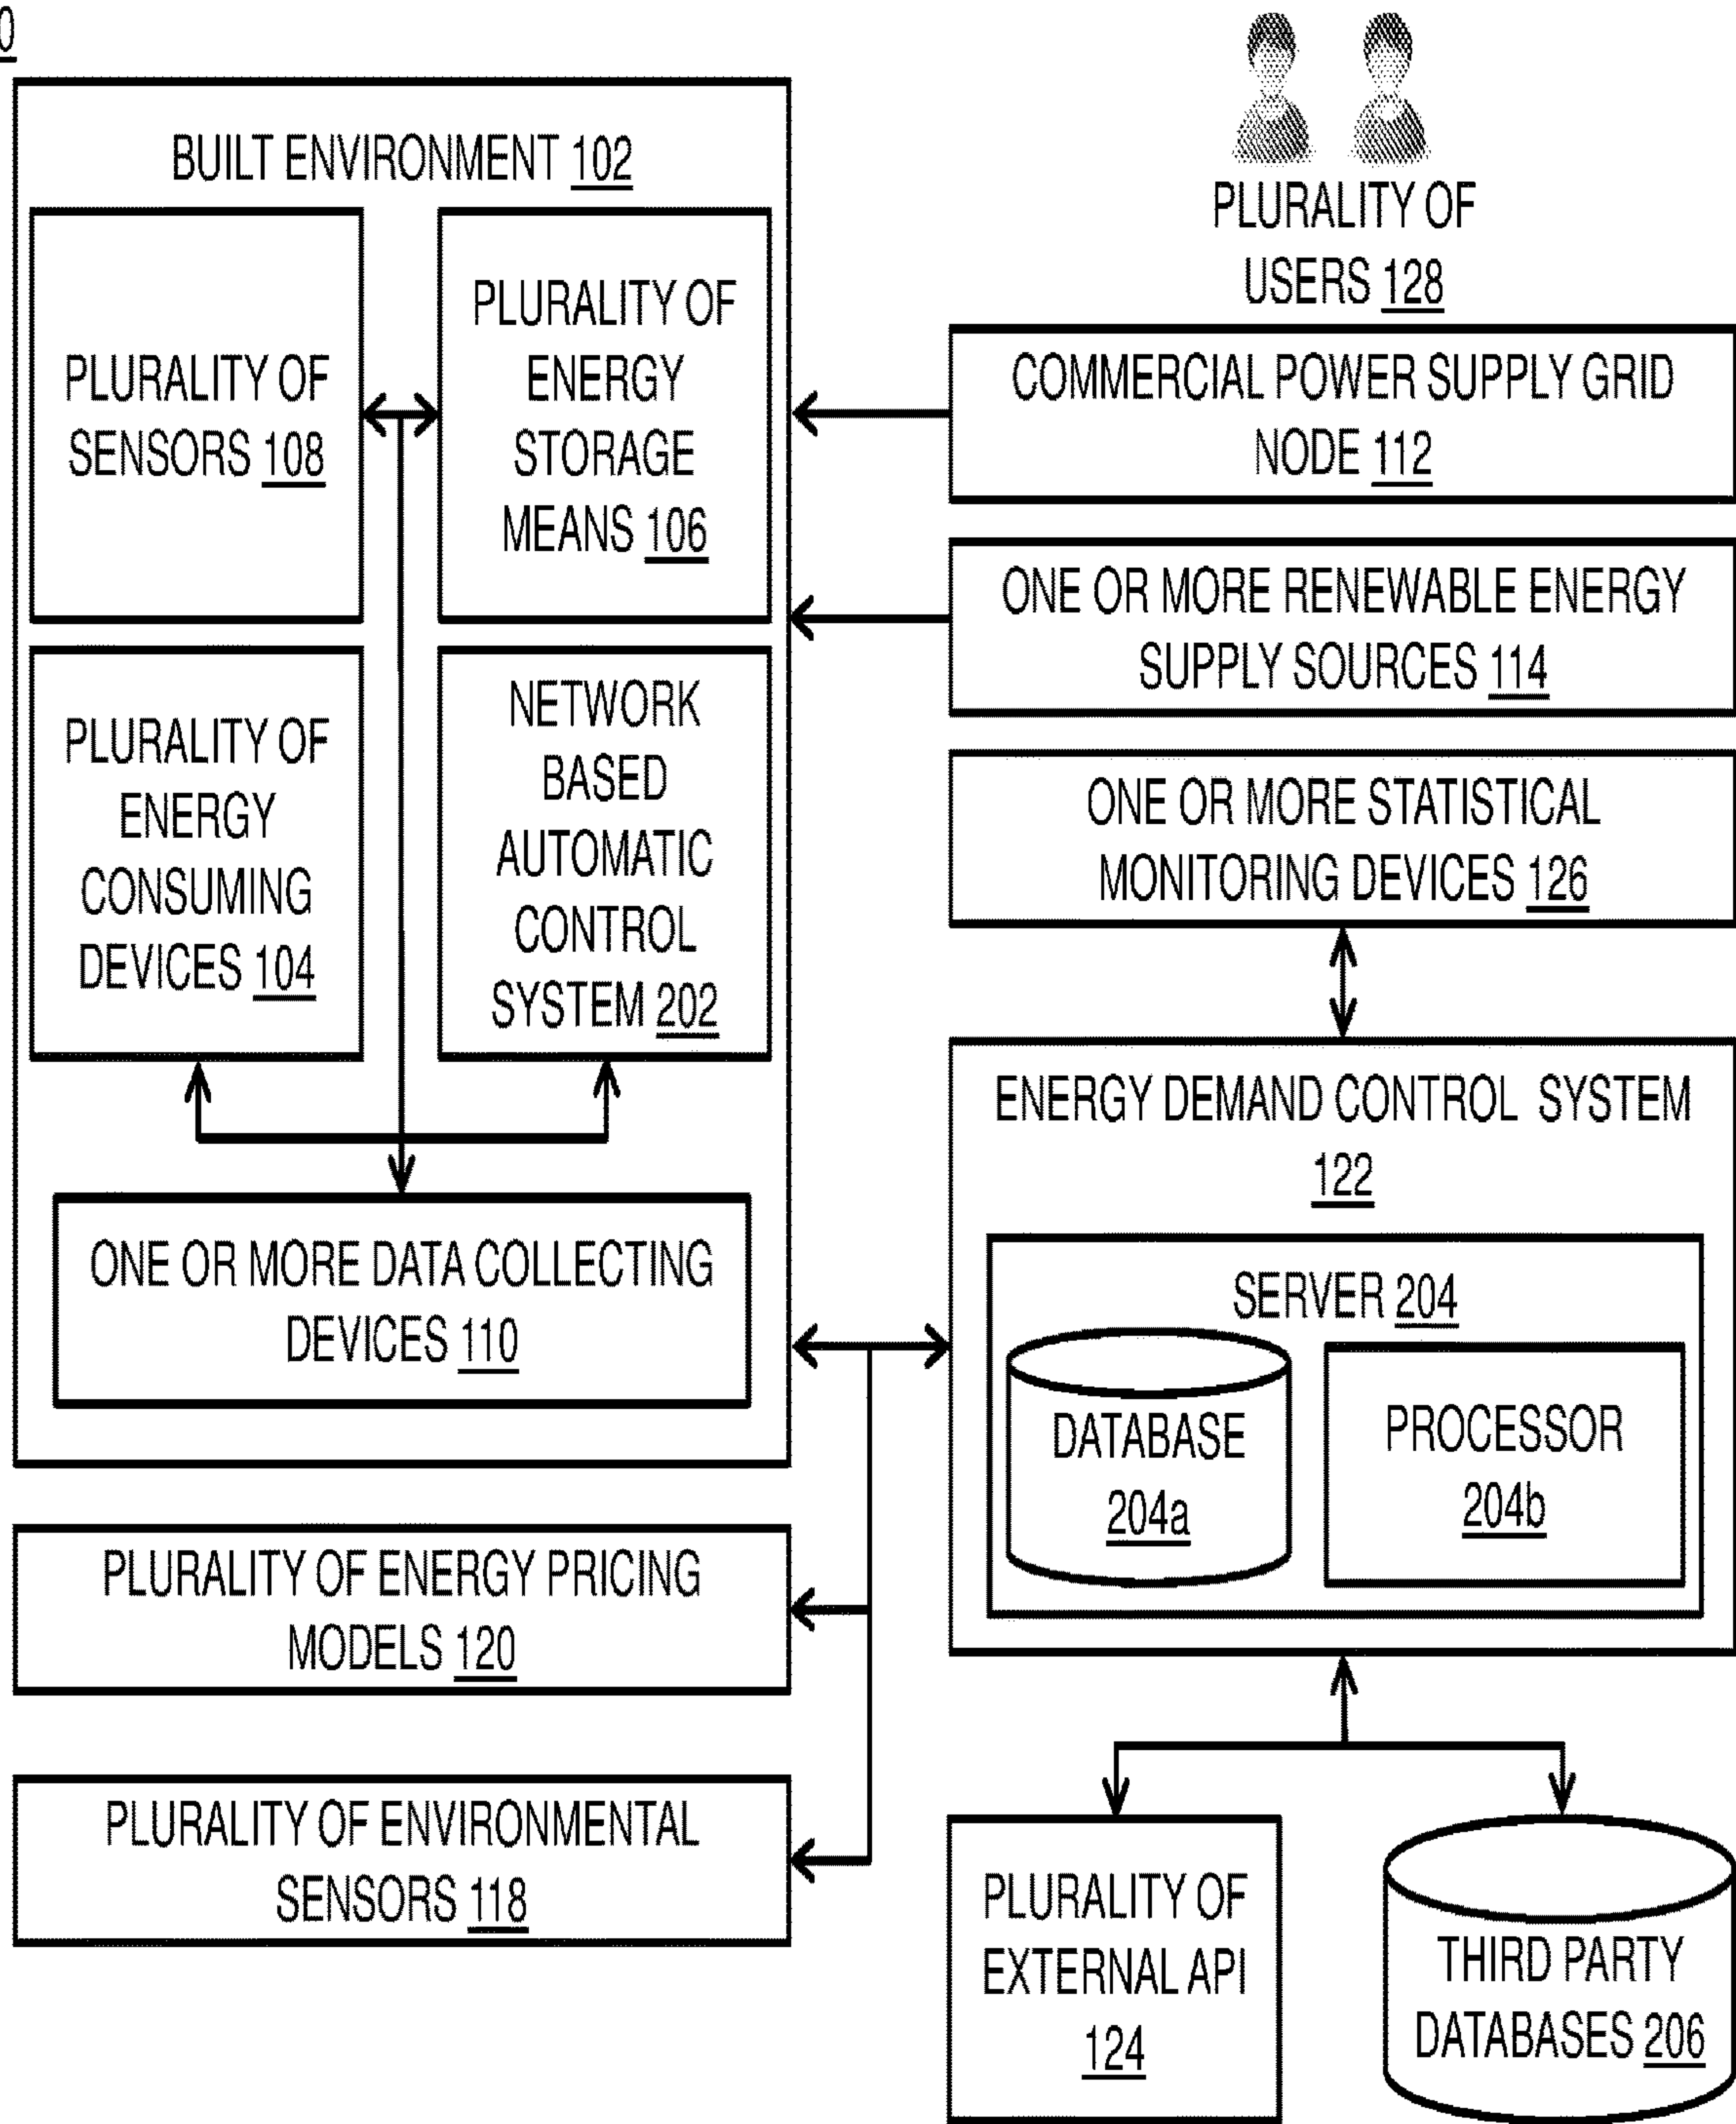 0
BUILT ENVIRONMENT 102
PLURALITY OF
SENSORS 108
PLURALITY OF
ENERGY
STORAGE
MEANS 106
PLURALITY OF
ENERGY
CONSUMING
DEVICES 104
NETWORK
BASED
AUTOMATIC
CONTROL
SYSTEM 202
ONE OR MORE DATA COLLECTING
DEVICES 110
PLURALITY OF ENERGY PRICING
MODELS 120
PLURALITY OF ENVIRONMENTAL
SENSORS 118
PLURALITY OF
USERS 128
COMMERCIAL POWER SUPPLY GRID
NODE 112
ONE OR MORE RENEWABLE ENERGY
SUPPLY SOURCES 114
ONE OR MORE STATISTICAL
MONITORING DEVICES 126
ENERGY DEMAND CONTROL SYSTEM
122
SERVER 204
DATABASE
204a
PROCESSOR
204b
PLURALITY OF
EXTERNAL API
124
THIRD PARTY
DATABASES 206